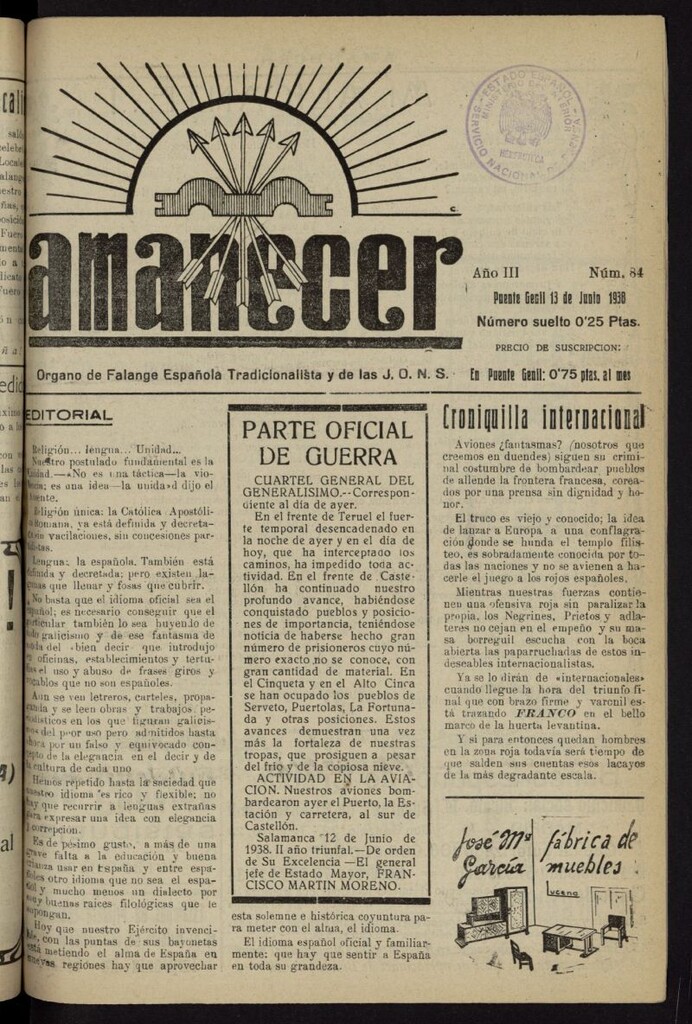 amanecer
ESTADO ESPAÑOL
HEMEROTECA
Año III Núm. 84
Puente Genil 13 de Junio 1938
Número suelto 0'25 Ptas.
PRECIO DE SUSCRIPCION:
Organo de Falange Española Tradicionalista y de las J. O. N. S.
En Puente Genil: 0'75 ptas. al mes
EDITORIAL
Religión... lengua... Unidad...
Nuestro postulado fundamental es la
Unidad.—«No es una táctica—la vio-
es una idea—la unidad dijo el
Religión única: la Católica Apostóli-
Romana, ya está definida y decreta-
sin vacilaciones, sin concesiones par-
Lengua: la española. También está
definida y decretada; pero existen la-
gunas que llenar y fosas que cubrir.
No basta que el idioma oficial sea el
español; es necesario conseguir que el
particular también lo sea huyendo de
galicismo y de ese fantasma de
del «bien decir» que introdujo
oficinas, establecimientos y tertu-
el uso y abuso de frases giros y
vocablos que no son españoles.
Aun se ven letreros, carteles, propa-
ganda y se leen obras y trabajos pe-
riodísticos en los que figuran galicis-
del peor uso pero admitidos hasta
por un falso y equivocado con-
cepto de la elegancia en el decir y de
cultura de cada uno
Hemos repetido hasta la saciedad que
nuestro idioma es rico y flexible; no
hay que recurrir a lenguas extrañas
para expresar una idea con elegancia
y correpción.
Es de pésimo gusto, a más de una
grave falta a la educación y buena
crianza usar en España y entre espa-
ñoles otro idioma que no sea el espa-
ñol y mucho menos un dialecto por
muy buenas raices filológicas que le
supongan.
Hoy que nuestro Ejército invenci-
ble, con las puntas de sus bayonetas
está metiendo el alma de España en
nuevas regiones hay que aprovechar
PARTE OFICIAL
DE GUERRA
CUARTEL GENERAL DEL
GENERALISIMO.--Correspon-
diente al día de ayer.
En el frente de Teruel el fuer-
te temporal desencadenado en
la noche de ayer y en el día de
hoy, que ha interceptado los
caminos, ha impedido toda ac-
tividad. En el frente de Caste-
llón ha continuado nuestro
profundo avance, habiéndose
conquistado pueblos y posicio-
nes de importancia, teniéndose
noticia de haberse hecho gran
número de prisioneros cuyo nú-
mero exacto no se conoce, con
gran cantidad de material. En
el Cinqueta y en el Alto Cinca
se han ocupado los pueblos de
Serveto, Puertolas, La Fortuna-
da y otras posiciones. Estos
avances demuestran una vez
más la fortaleza de nuestras
tropas, que prosiguen a pesar
del frio y de la copiosa nieve.
ACTIVIDAD EN LA AVIA-
CION. Nuestros aviones bom-
bardearon ayer el Puerto, la Es-
tación y carretera, al sur de
Castellón.
Salamanca 12 de Junio de
1938. II año triunfal.—De orden
de Su Excelencia —El general
jefe de Estado Mayor, FRAN-
CISCO MARTIN MORENO.
esta solemne e histórica coyuntura pa-
ra meter con el alma, el idioma.
El idioma español oficial y familiar-
mente: que hay que sentir a España
en toda su grandeza.
Croniquilla internacional
Aviones ¿fantasmas? (nosotros que
creemos en duendes) siguen su crimi-
nal costumbre de bombardear pueblos
de allende la frontera francesa, corea-
dos por una prensa sin dignidad y ho-
nor.
El truco es viejo y conocido; la idea
de lanzar a Europa a una conflagra-
ción donde se hunda el templo filis-
teo, es sobradamente conocida por to-
das las naciones y no se avienen a ha-
cerle el juego a los rojos españoles.
Mientras nuestras fuerzas contie-
nen una ofensiva roja sin paralizar la
propia, los Negrines, Prietos y adla-
teres no cejan en el empeño y su ma-
sa borreguil escucha con la boca
abierta las paparruchadas de estos in-
deseables internacionalistas.
Ya se lo dirán de «internacionales»
cuando llegue la hora del triunfo fi-
nal que con brazo firme y varonil es-
tá trazando FRANCO en el bello
marco de la huerta levantina.
Y si para entonces quedan hombres
en la zona roja todavía será tiempo de
que salden sus cuentas esos lacayos
de la más degradante escala.
José Mª fábrica de
García muebles
Lucena